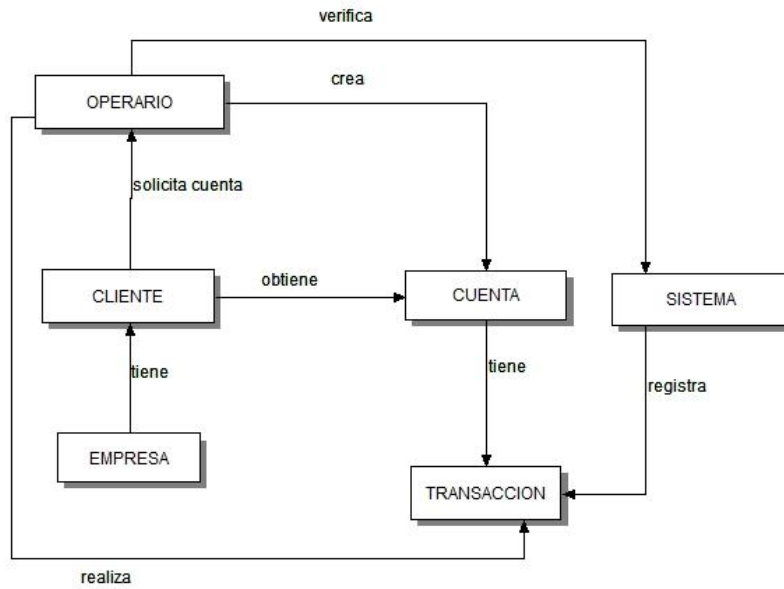 verifica
crea
OPERARIO
solicita cuenta
obtiene
CLIENTE
CUENTA
SISTEMA
tiene
tiene
registra
EMPRESA
TRANSACCION
realiza